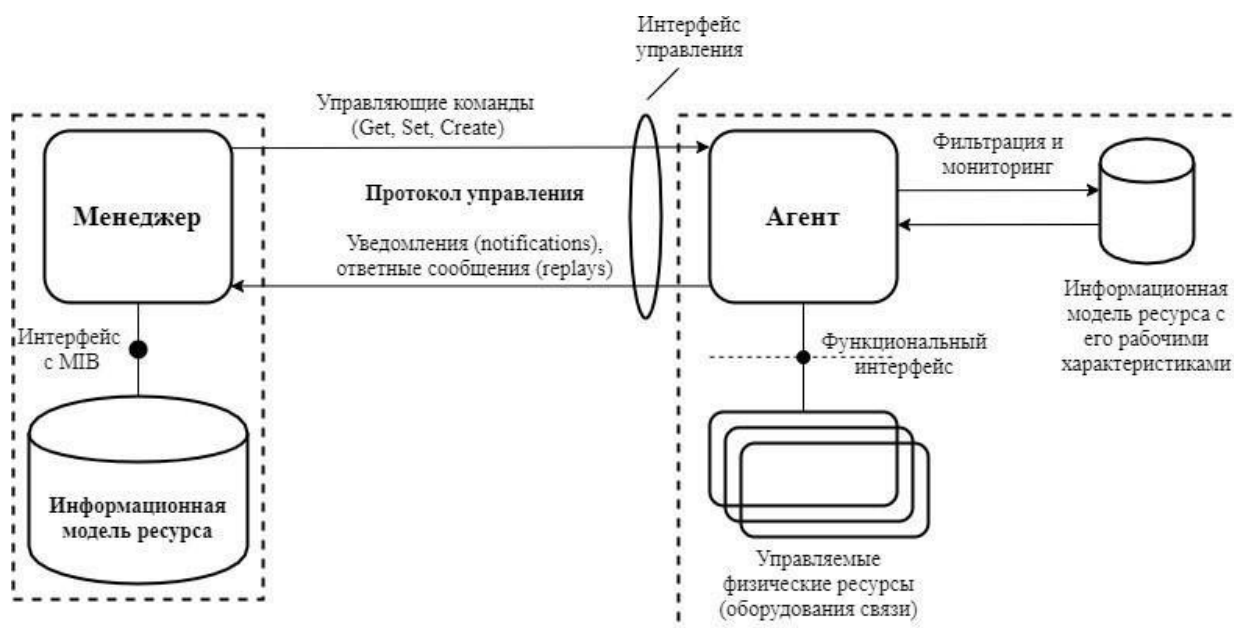 Интерфейс
управления
Управляющие команды
(Get, Set, Create)
Менеджер
Протокол управления
Уведомления (notifications),
ответные сообщения (replays)
Агент
Фильтрация и
мониторинг
Информационная
модель ресурса с
его рабочими
характеристиками
Интерфейс
с MIB
Функциональный
интерфейс
Информационная
модель ресурса
Управляемые
физические ресурсы
(оборудования связи)